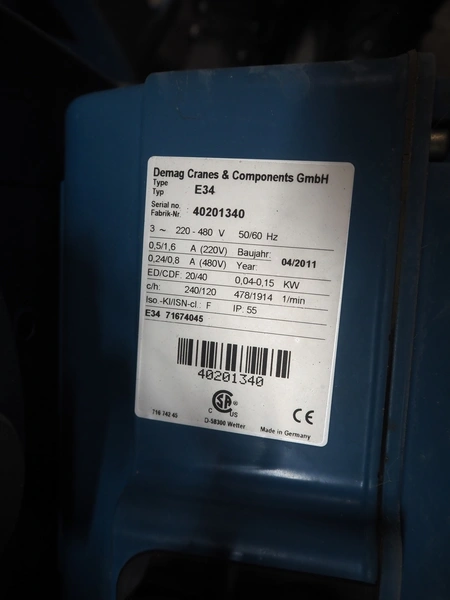 Demag Cranes & Components GmbH
Type
Typ E34
Serial no.
Fabrik-Nr. 40201340
3 ~ 220 - 480 V 50/60 Hz
0,5/1,6 A (220V) Baujahr:
0,24/0,8 A (480V) Year: 04/2011
ED/CDF: 20/40 0,04-0,15 KW
c/h: 240/120 478/1914 1/min
Iso.-Kl/ISN-cl.: F IP: 55
E34 71674045
40201340
CSA ®
C US
CE
716 742 45 D-58300 Wetter Made in Germany